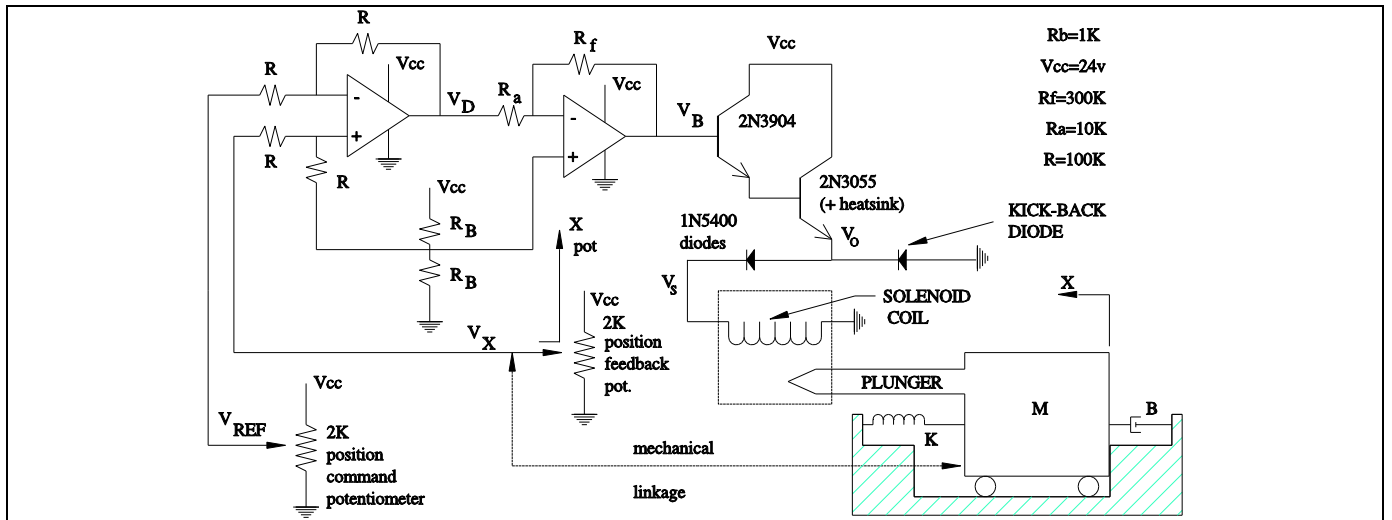 R
R
R
R
Vcc
-
+
VD
Ra
Rf
Vcc
-
+
VB
Vcc
2N3904
2N3055
(+ heatsink)
Vo
Rb=1K
Vcc=24v
Rf=300K
Ra=10K
R=100K
Vcc
RB
RB
X
pot
1N5400
diodes
KICK-BACK
DIODE
VS
SOLENOID
COIL
X
Vcc
2K
position
feedback
pot.
VX
PLUNGER
M
B
K
Vcc
VREF
2K
position
command
potentiometer
mechanical
linkage